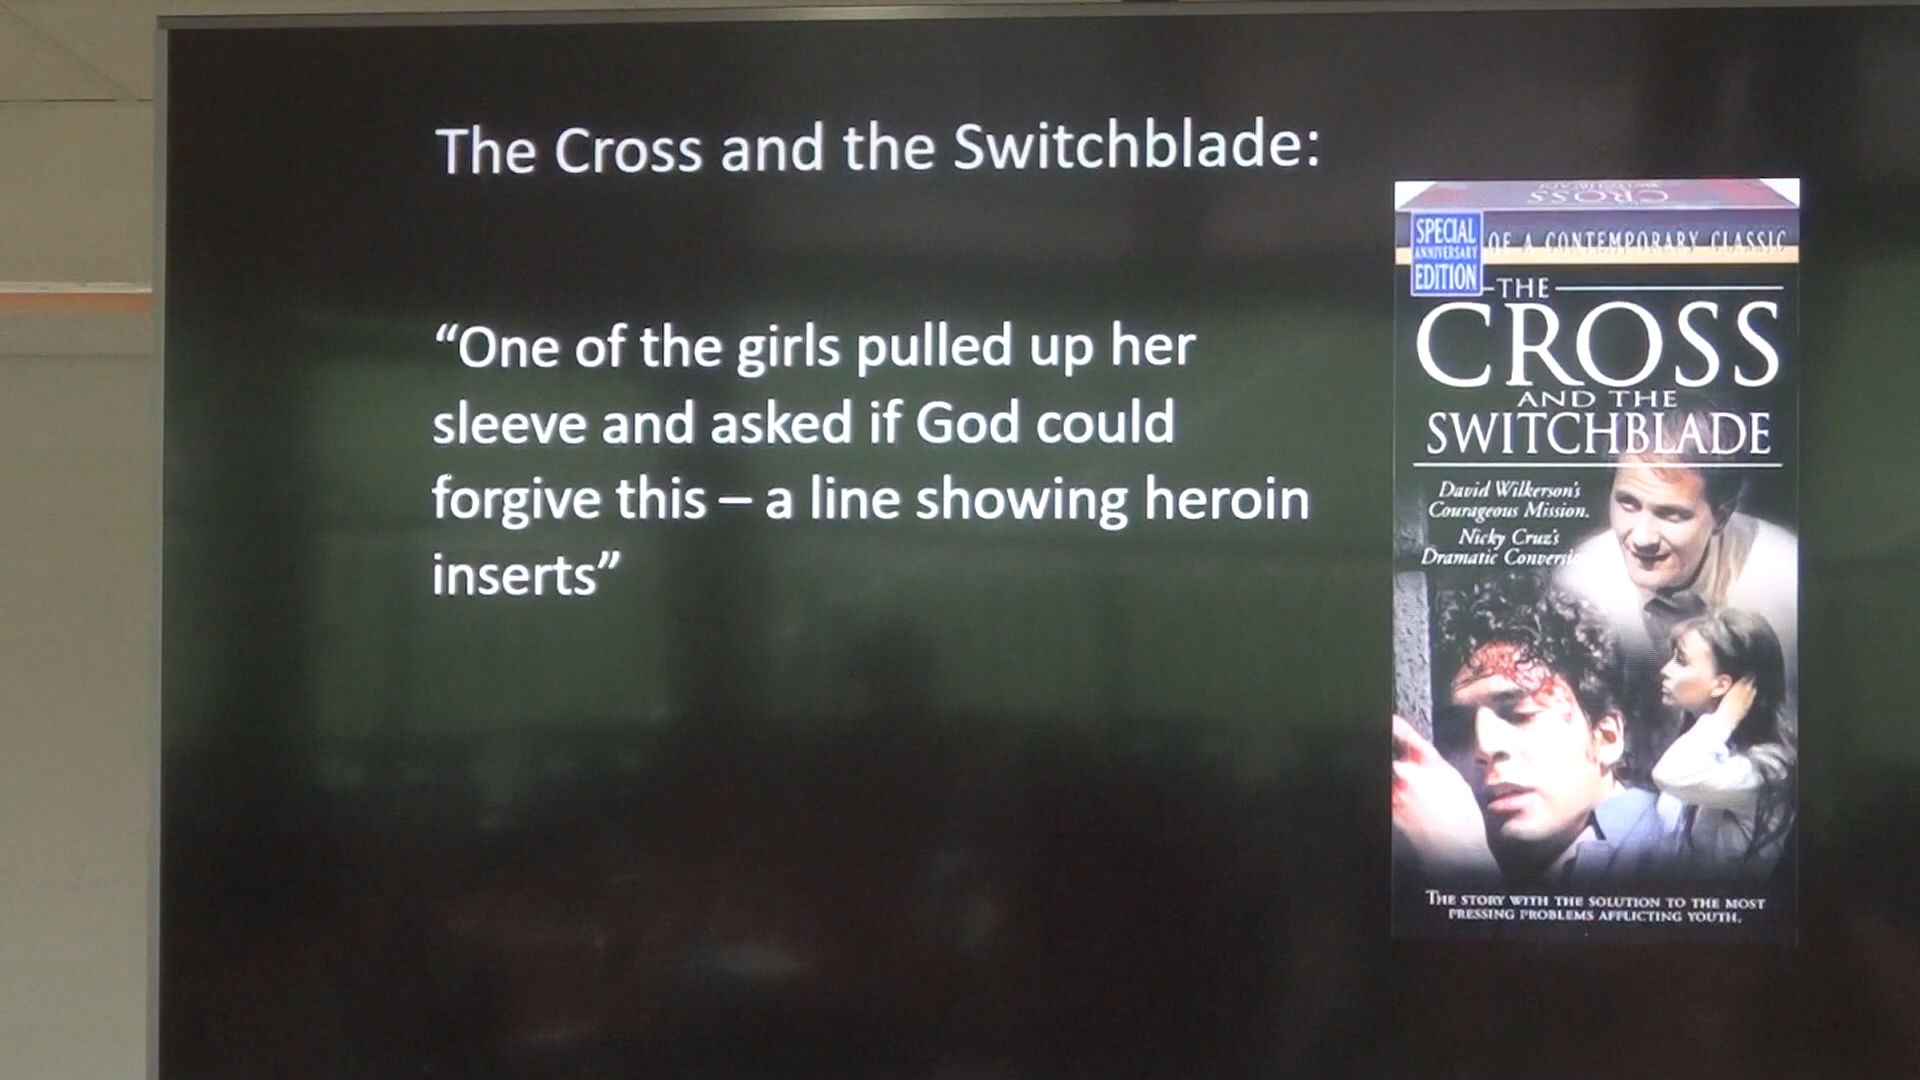 The Cross and the Switchblade:
“One of the girls pulled up her
sleeve and asked if God could
forgive this – a line showing heroin
inserts”
CROSS
SPECIAL
ANNIVERSARY
EDITION
OF A CONTEMPORARY CLASSIC
THE
CROSS
AND THE
SWITCHBLADE
David Wilkerson's
Courageous Mission.
Nicky Cruz's
Dramatic
THE STORY WITH THE SOLUTION TO THE MOST
PRESSING PROBLEMS AFFLICTING YOUTH.